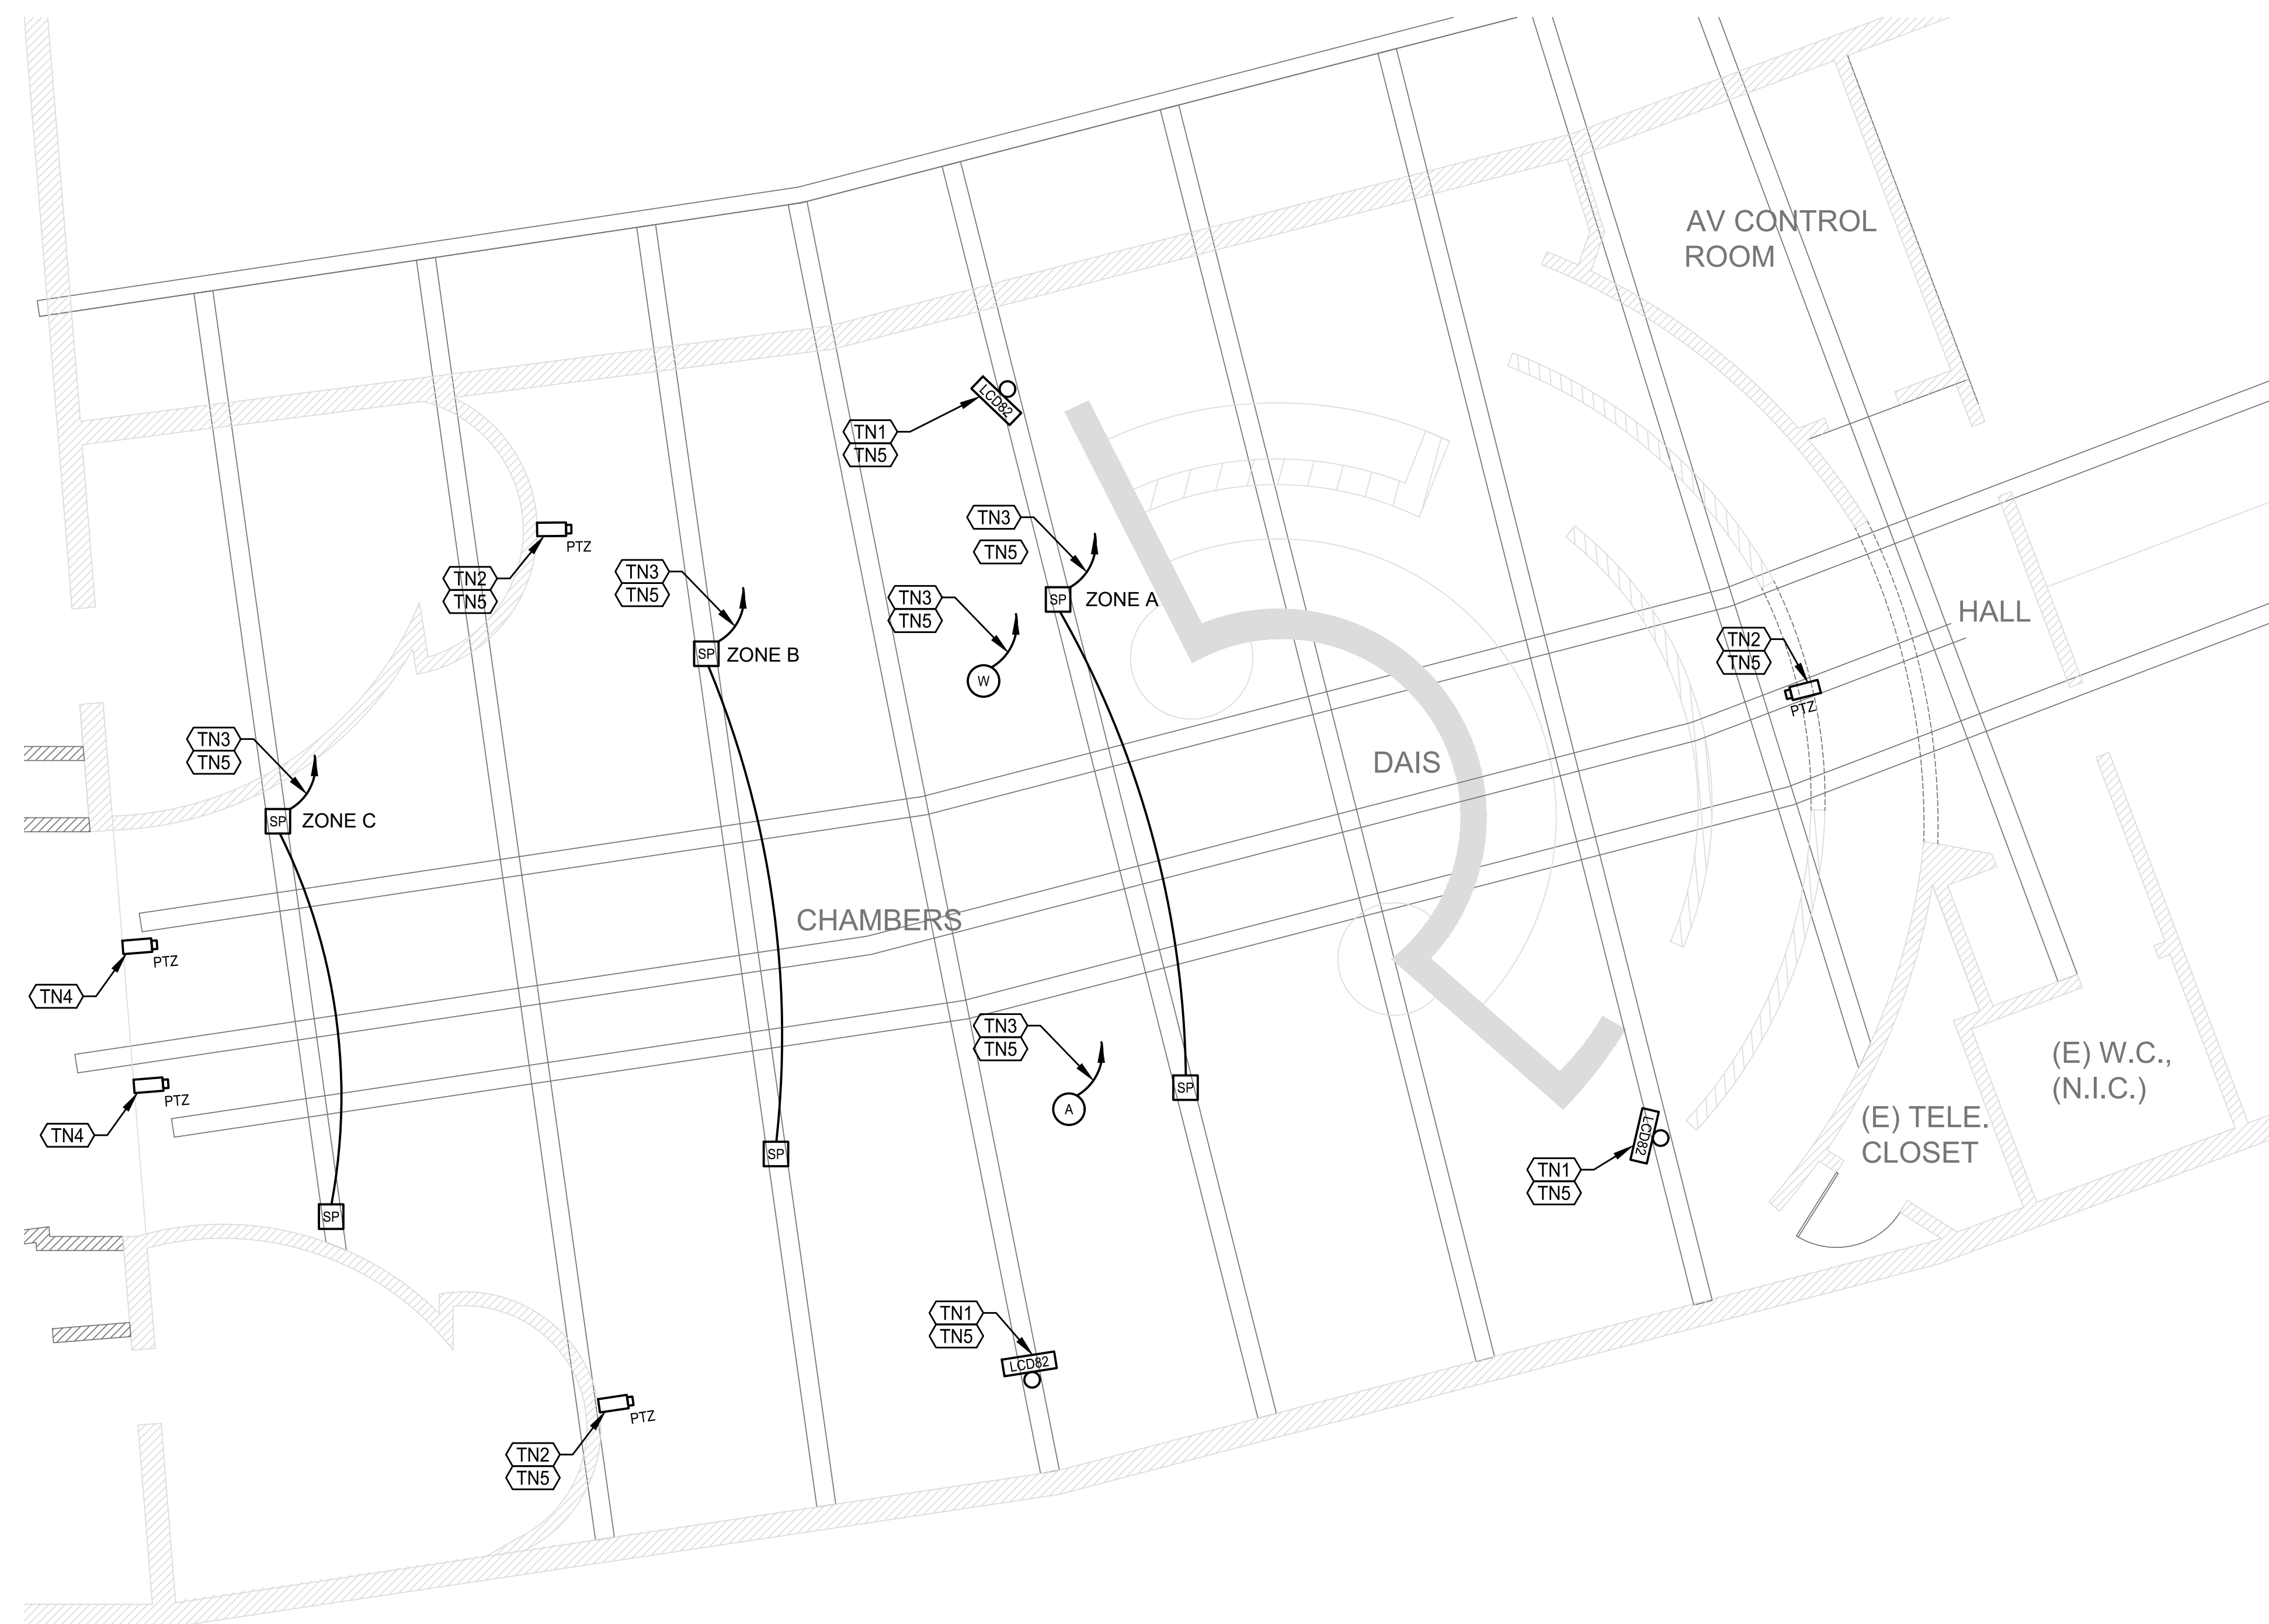 AV CONTROL
ROOM
LCD82
TN1
TN5
TN3
TN5
SP
ZONE A
PTZ
TN2
TN5
TN3
TN5
SP
ZONE B
TN3
TN5
W
HALL
TN2
TN5
PTZ
TN3
TN5
SP
ZONE C
DAIS
CHAMBERS
PTZ
TN4
PTZ
TN4
TN3
TN5
A
SP
(E) W.C.,
(N.I.C.)
(E) TELE.
CLOSET
LCD82
TN1
TN5
SP
SP
TN1
TN5
LCD82
PTZ
TN2
TN5